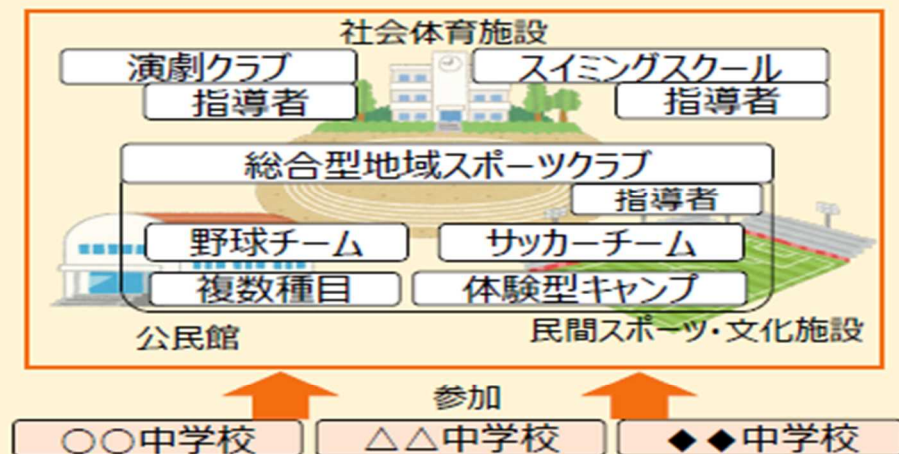 社会体育施設
演劇クラブ
スイミングスクール
指導者
指導者
総合型地域スポーツクラブ
指導者
野球チーム
サッカーチーム
複数種目
体験型キャンプ
公民館
民間スポーツ・文化施設
参加
○○中学校
△△中学校
◆◆中学校